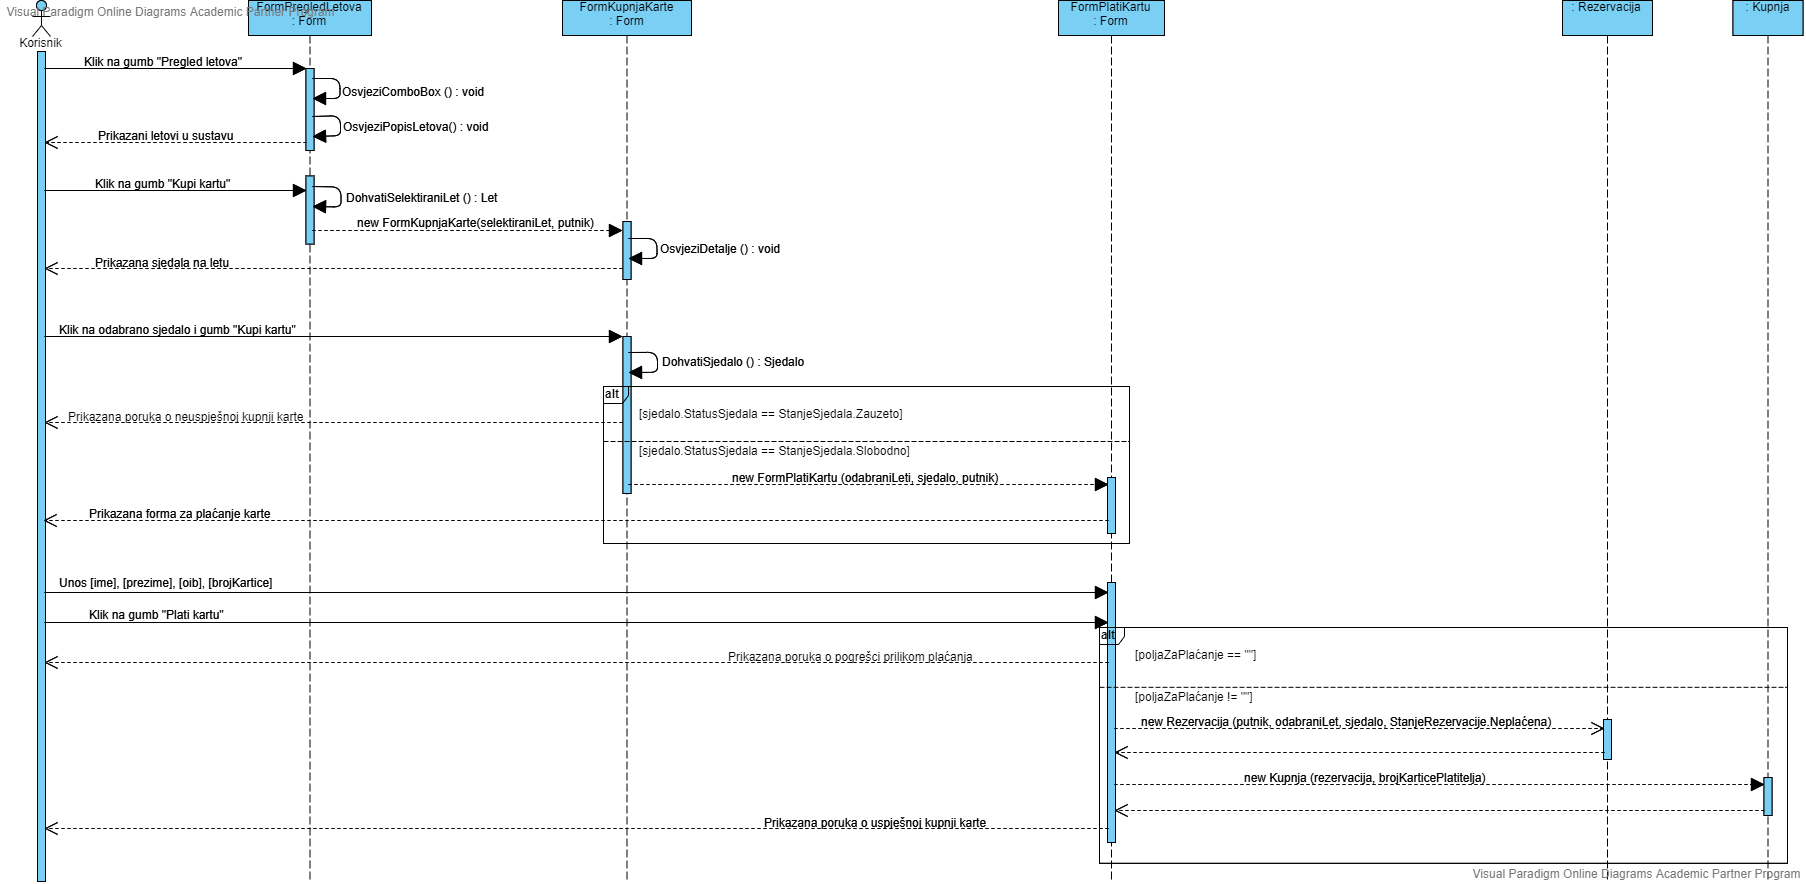 Visual Paradigm Online Diagrams Academic Partner Program
Korisnik
FormPregledLetova
: Form
FormKupnjaKarte
: Form
FormPlatiKartu
: Form
: Rezervacija
: Kupnja
Klik na gumb "Pregled letova"
OsvjeziComboBox () : void
OsvjeziPopisLetova() : void
Prikazani letovi u sustavu
Klik na gumb "Kupi kartu"
DohvatiSelektiraniLet () : Let
new FormKupnjaKarte(selektiraniLet, putnik)
OsvjeziDetalje () : void
Prikazana sjedala na letu
Klik na odabrano sjedalo i gumb "Kupi kartu"
DohvatiSjedalo () : Sjedalo
alt
[sjedalo.StatusSjedala == StanjeSjedala.Zauzeto]
Prikazana poruka o neuspješnoj kupnji karte
[sjedalo.StatusSjedala == StanjeSjedala.Slobodno]
new FormPlatiKartu (odabraniLeti, sjedalo, putnik)
Prikazana forma za plaćanje karte
Unos [ime], [prezime], [oib], [brojKartice]
Klik na gumb "Plati kartu"
alt
[poljaZaPlaćanje == ""]
Prikazana poruka o pogrešci prilikom plaćanja
[poljaZaPlaćanje != ""]
new Rezervacija (putnik, odabraniLet, sjedalo, StanjeRezervacije.Neplaćena)
new Kupnja (rezervacija, brojKarticePlatitelja)
Prikazana poruka o uspješnoj kupnji karte
Visual Paradigm Online Diagrams Academic Partner Program